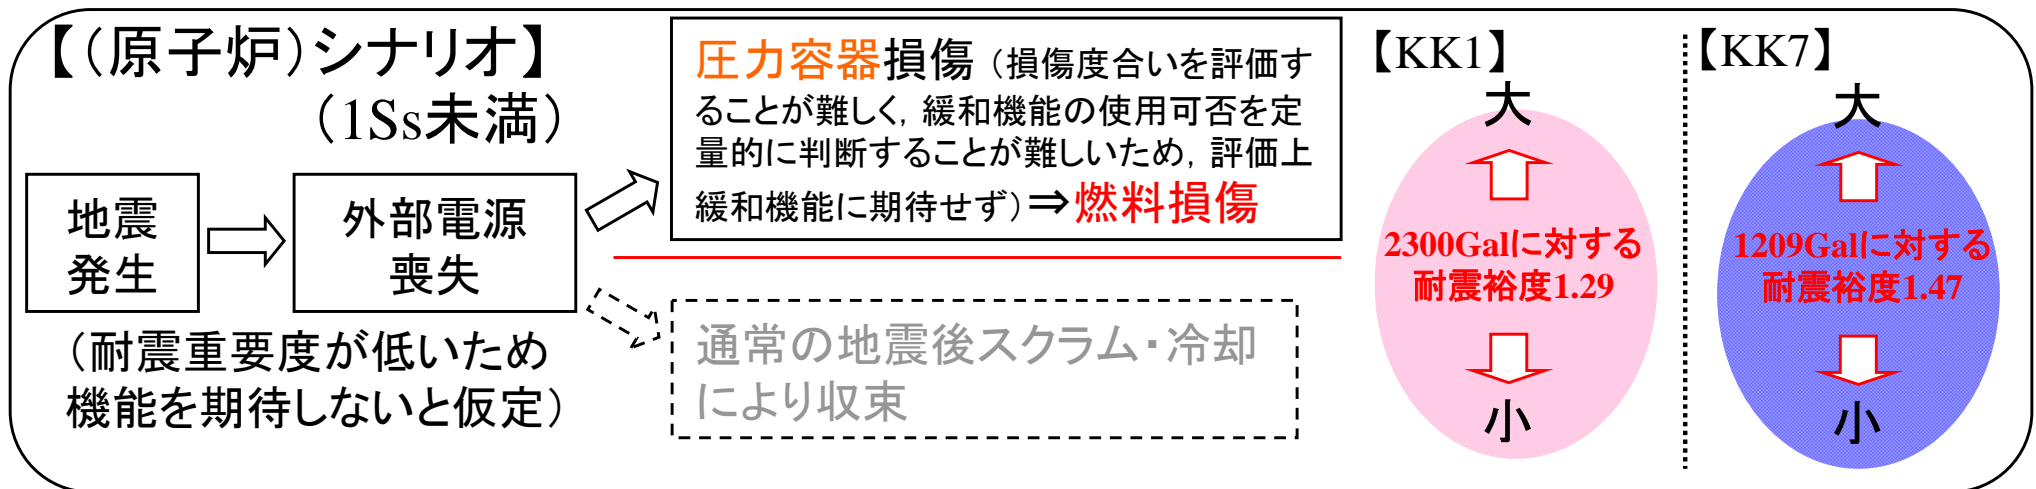 【（原子炉）シナリオ】
（1Ss未満）
地震
発生
外部電源
喪失
（耐震重要度が低いため
機能を期待しないと仮定）
圧力容器損傷（損傷度合いを評価す
ることが難しく，緩和機能の使用可否を定
量的に判断することが難しいため，評価上
緩和機能に期待せず）⇒燃料損傷
通常の地震後スクラム・冷却
により収束
【KK1】
大
2300Galに対する
耐震裕度1.29
小
【KK7】
大
1209Galに対する
耐震裕度1.47
小